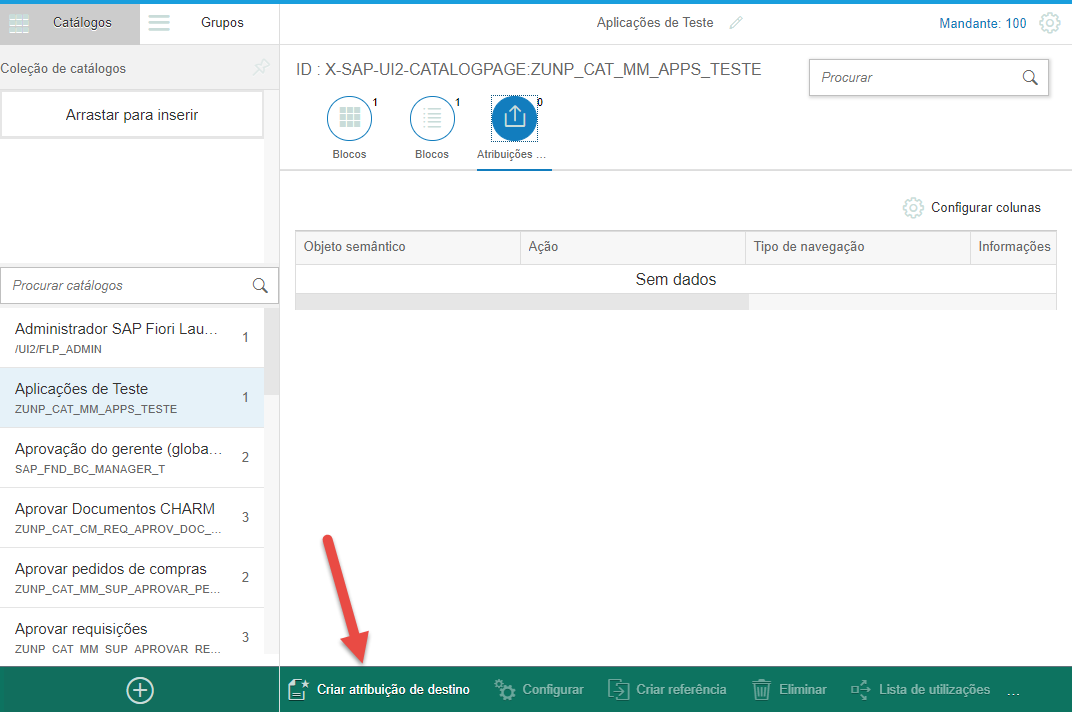 Catálogos
Grupos
Aplicações de Teste
Mandante: 100
Coleção de catálogos
Arrastar para inserir
ID : X-SAP-UI2-CATALOGPAGE:ZUNP_CAT_MM_APPS_TESTE
Procurar
1
1
0
Blocos
Blocos
Atribuições ...
Configurar colunas
Objeto semântico
Ação
Tipo de navegação
Informações
Sem dados
Procurar catálogos
Administrador SAP Fiori Lau...
/UI2/FLP_ADMIN
1
Aplicações de Teste
ZUNP_CAT_MM_APPS_TESTE
1
Aprovação do gerente (globa...
SAP_FND_BC_MANAGER_T
2
Aprovar Documentos CHARM
ZUNP_CAT_CM_REQ_APROV_DOC_...
3
Aprovar pedidos de compras
ZUNP_CAT_MM_SUP_APROVAR_PE...
2
Aprovar requisições
ZUNP_CAT_MM_SUP_APROVAR_RE...
3
Criar atribuição de destino
Configurar
Criar referência
Eliminar
Lista de utilizações
...